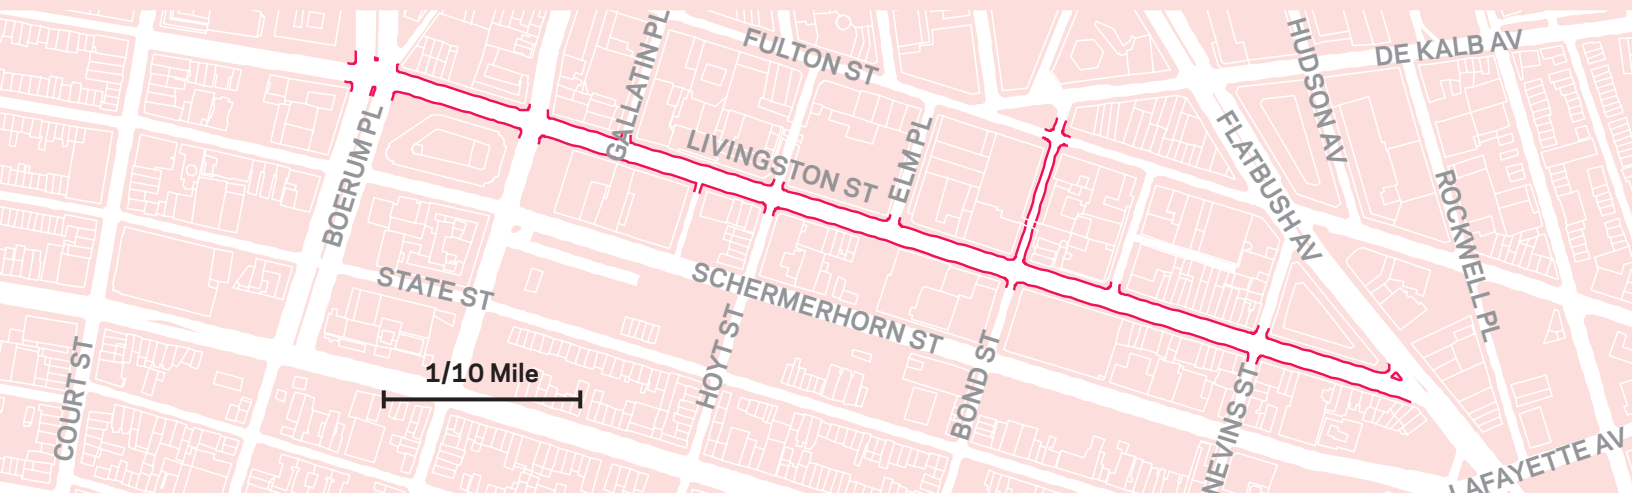 GALLATIN PL
FULTON ST
HUDSON AV
DE KALB AV
BOERUM PL
LIVINGSTON ST
ELM PL
FLATBUSH AV
ROCKWELL PL
STATE ST
SCHERMERHORN ST
COURT ST
1/10 Mile
HOYT ST
BOND ST
NEVINS ST
LAFAYETTE AV